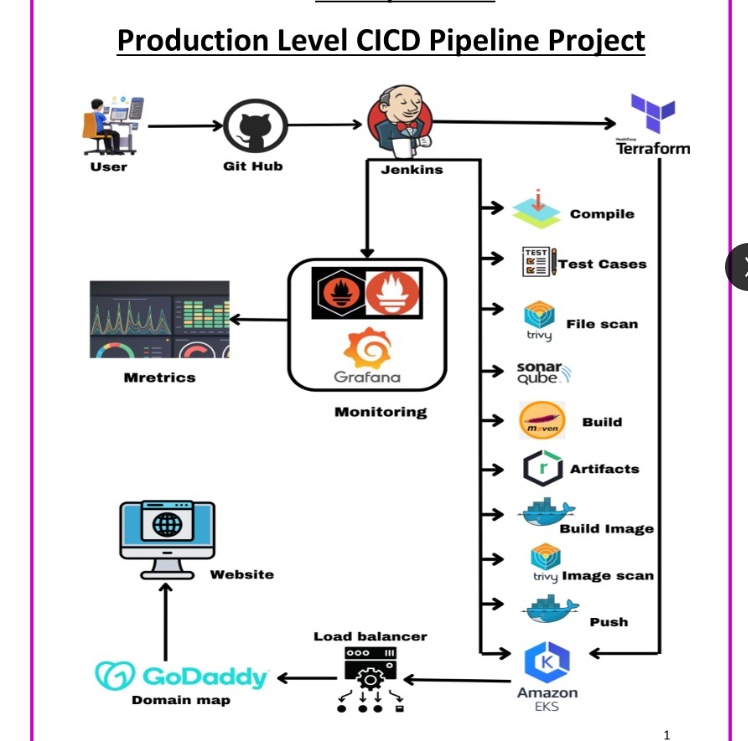 Production Level CICD Pipeline Project
User
Git Hub
Jenkins
Terraform
Compile
TEST
Test Cases
trivy
File scan
sonar
qube
Grafana
Monitoring
Mretrics
maven
Build
r
Artifacts
Build Image
trivy
Image scan
Push
Website
Load balancer
GoDaddy
Domain map
K
Amazon
EKS
1